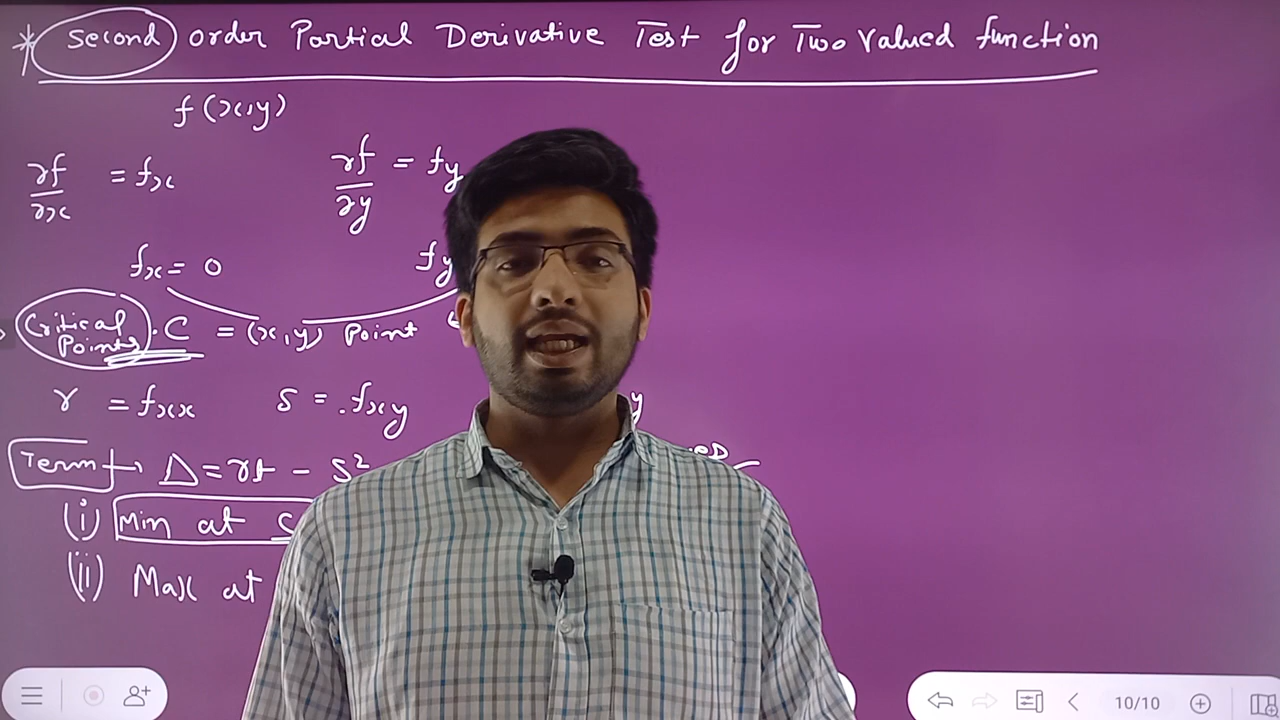 * Second order Partial Derivative Test for Two Valued function
f(x,y)
∂f/∂x = fx ∂f/∂y = fy
fx = 0 fy
Critical Points. C = (x,y) Point
r = fxx s = .fxy y
Term → Δ = rt - s²
(i) Min at C
(ii) Max at
10/10